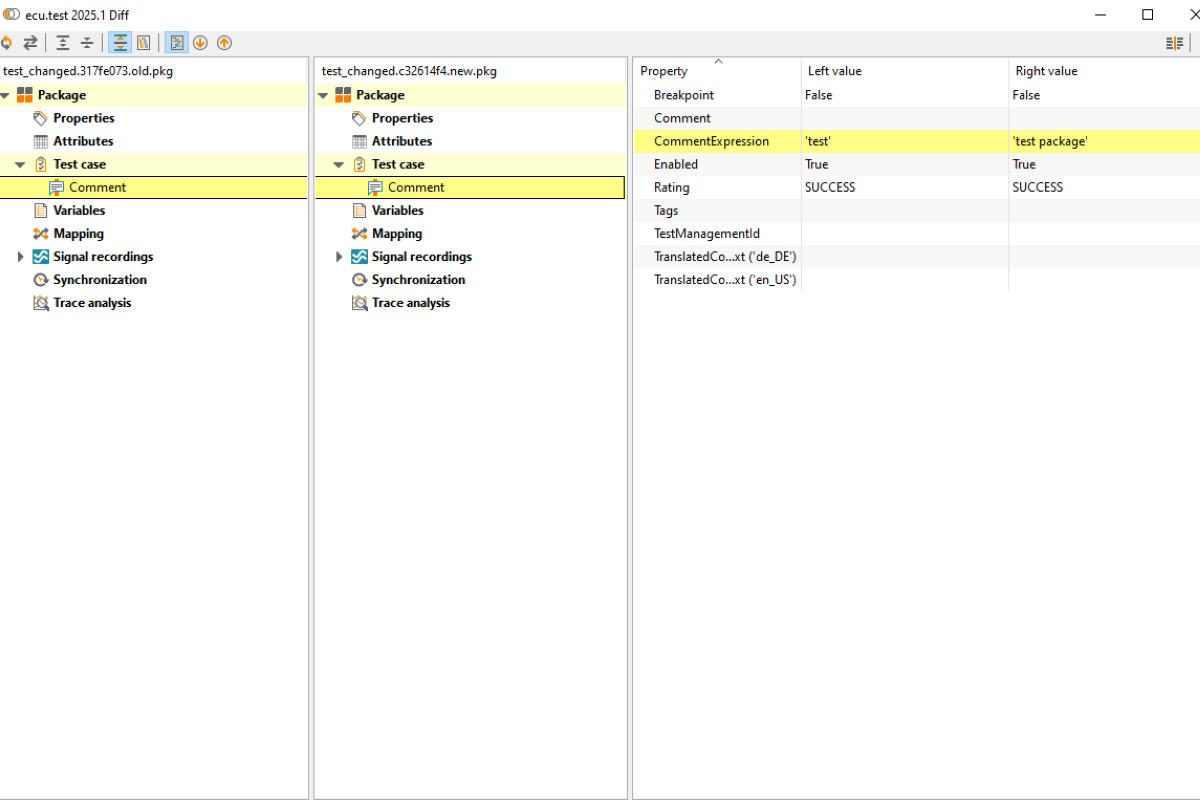 ecu.test 2025.1 Diff
test_changed.317fe073.old.pkg
Package
Properties
Attributes
Test case
Comment
Variables
Mapping
Signal recordings
Synchronization
Trace analysis
test_changed.c32614f4.new.pkg
Package
Properties
Attributes
Test case
Comment
Variables
Mapping
Signal recordings
Synchronization
Trace analysis
Property Left value Right value
Breakpoint False False
Comment
CommentExpression 'test' 'test package'
Enabled True True
Rating SUCCESS SUCCESS
Tags
TestManagementId
TranslatedCo...xt ('de_DE')
TranslatedCo...xt ('en_US')